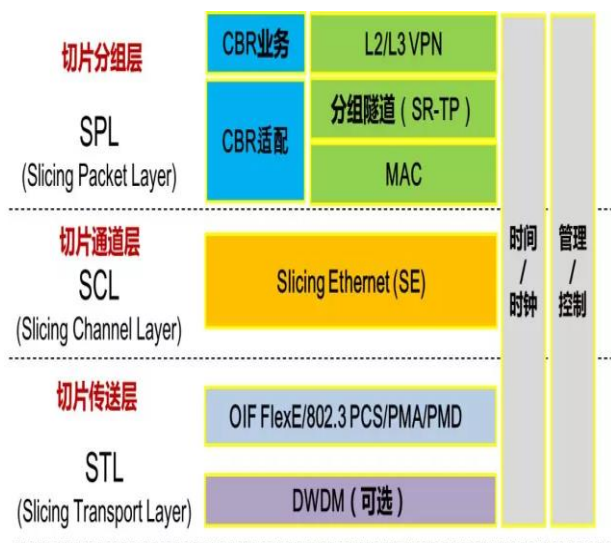 切片分组层
SPL
(Slicing Packet Layer)
CBR业务
L2/L3 VPN
CBR适配
分组隧道（SR-TP）
MAC
切片通道层
SCL
(Slicing Channel Layer)
Slicing Ethernet (SE)
切片传送层
STL
(Slicing Transport Layer)
OIF FlexE/802.3 PCS/PMA/PMD
DWDM（可选）
时间
/
时钟
管理
/
控制